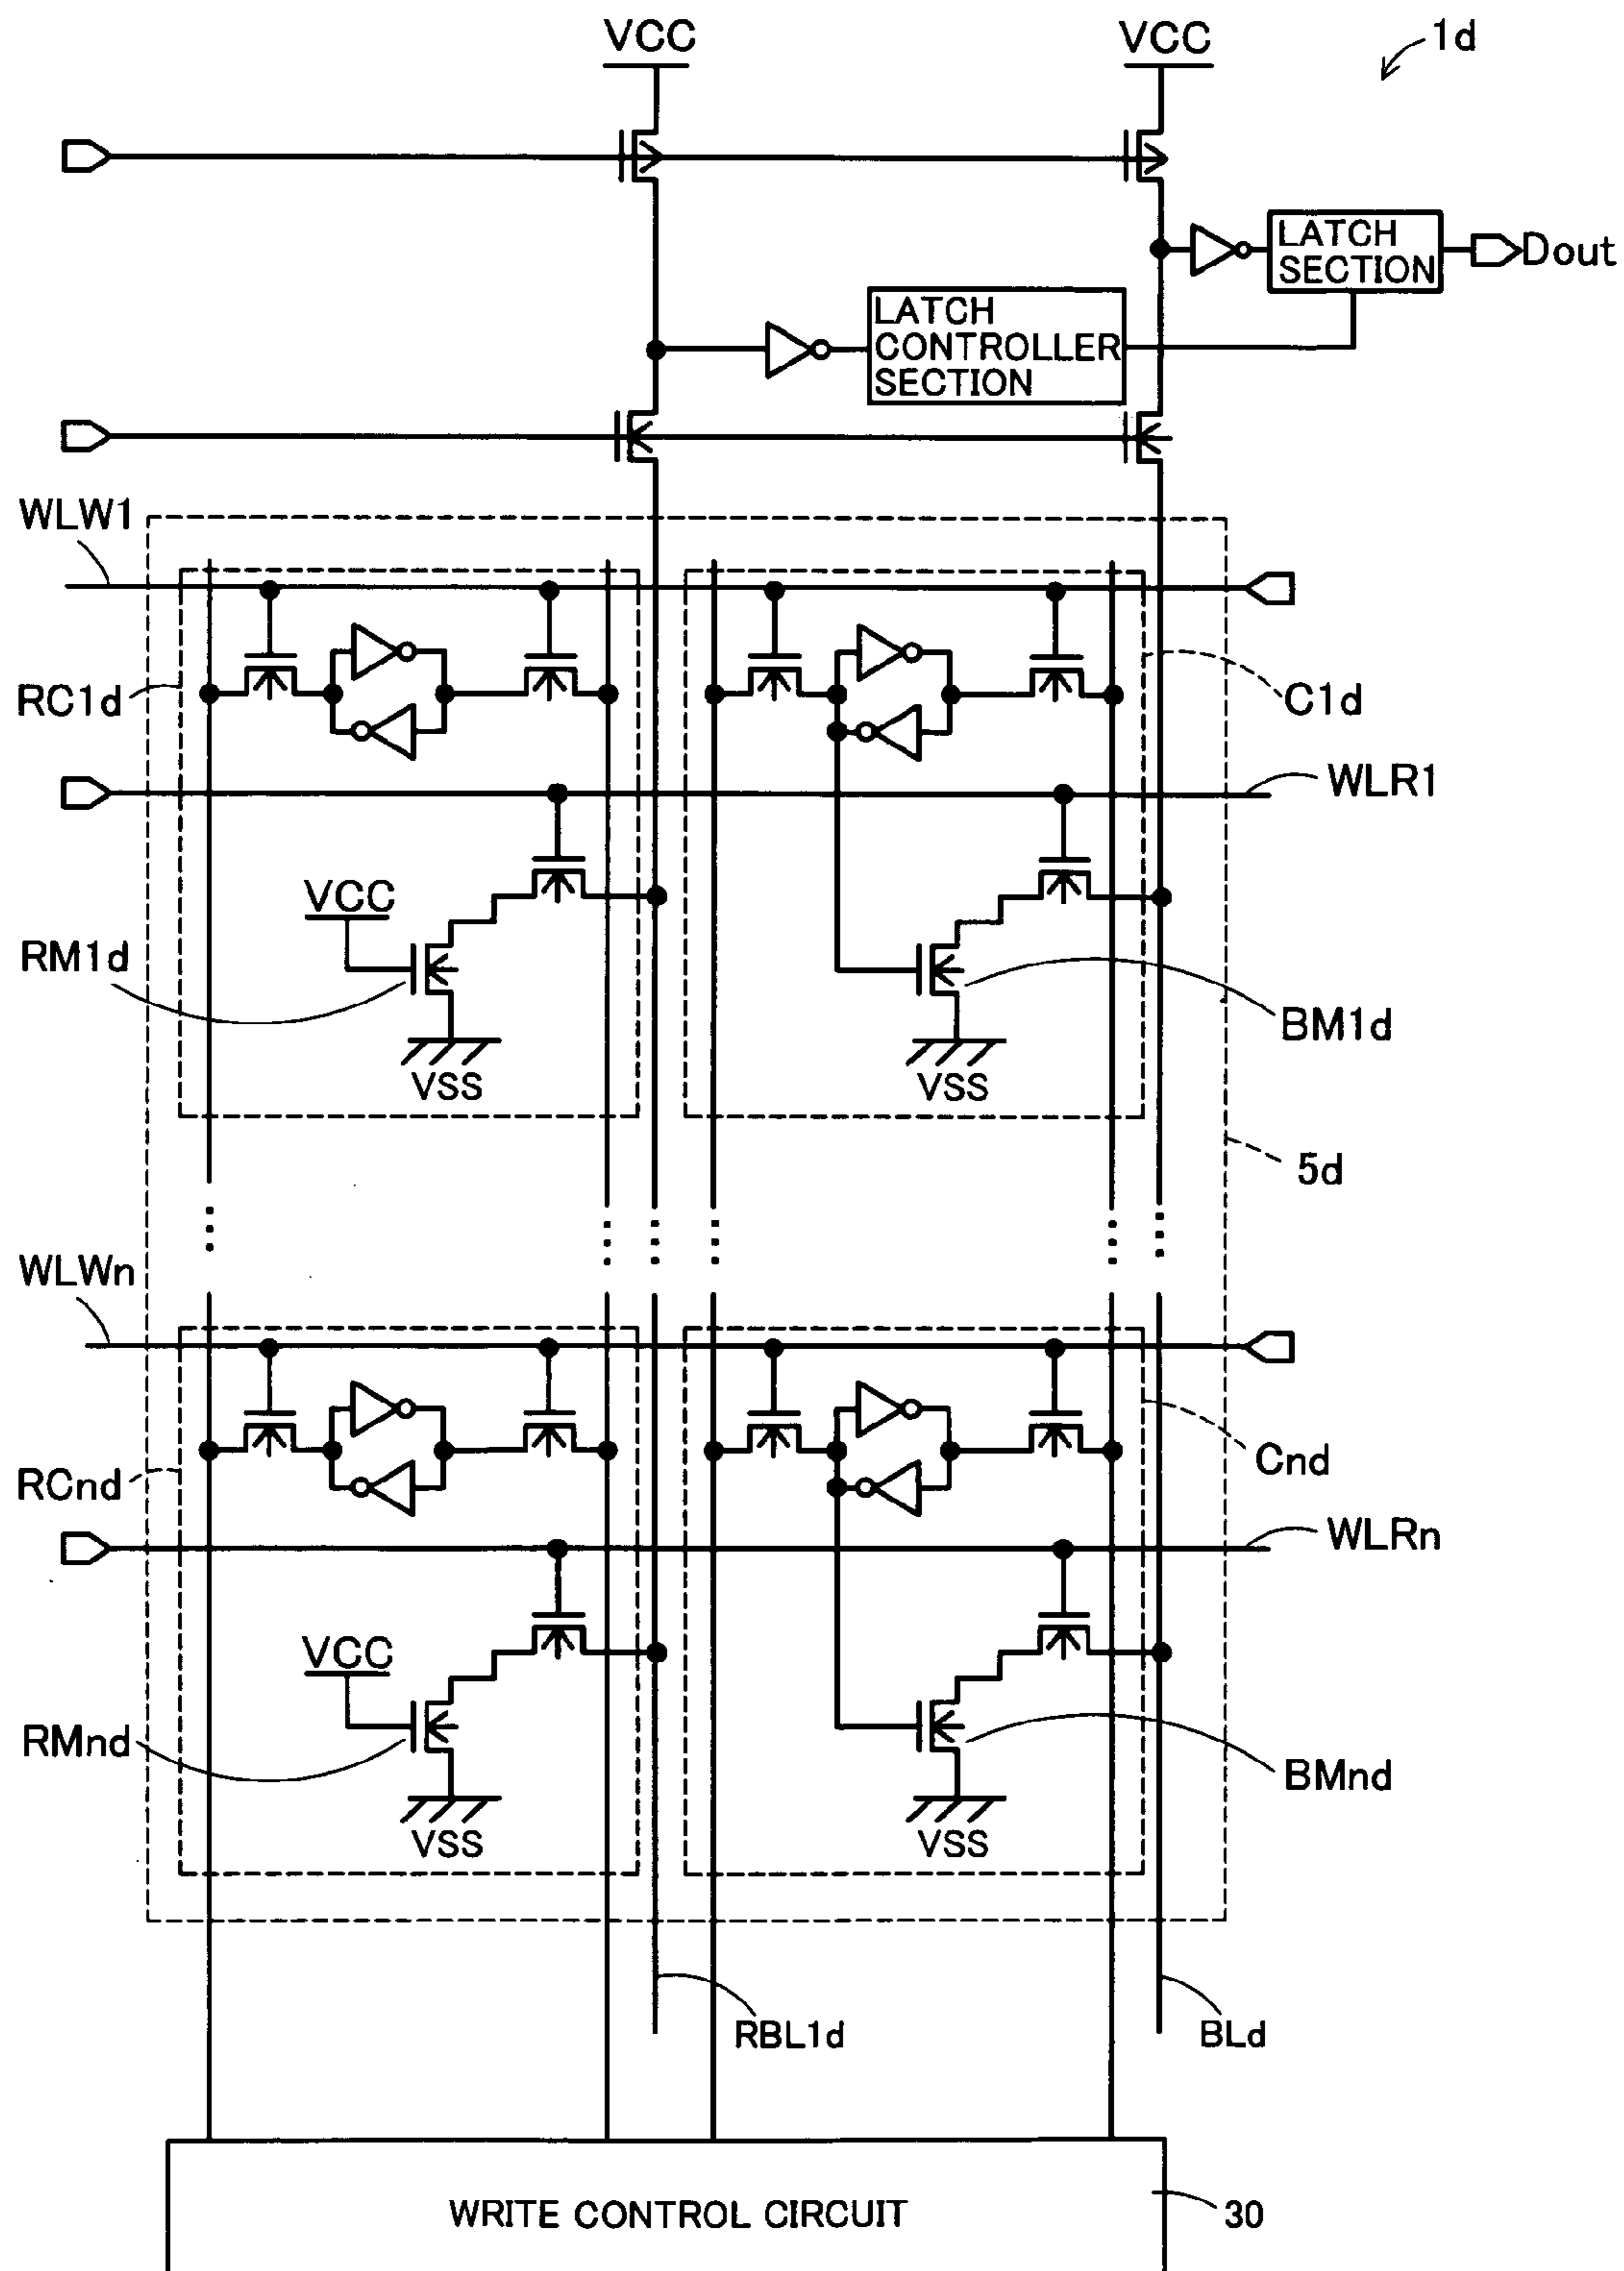 VCC
VCC
1d
LATCH
SECTION
Dout
LATCH
CONTROLLER
SECTION
WLW1
RC1d
C1d
WLR1
VCC
RM1d
BM1d
VSS
VSS
5d
WLWn
RCnd
Cnd
WLRn
VCC
RMnd
BMnd
VSS
VSS
RBL1d
BLd
WRITE CONTROL CIRCUIT
30